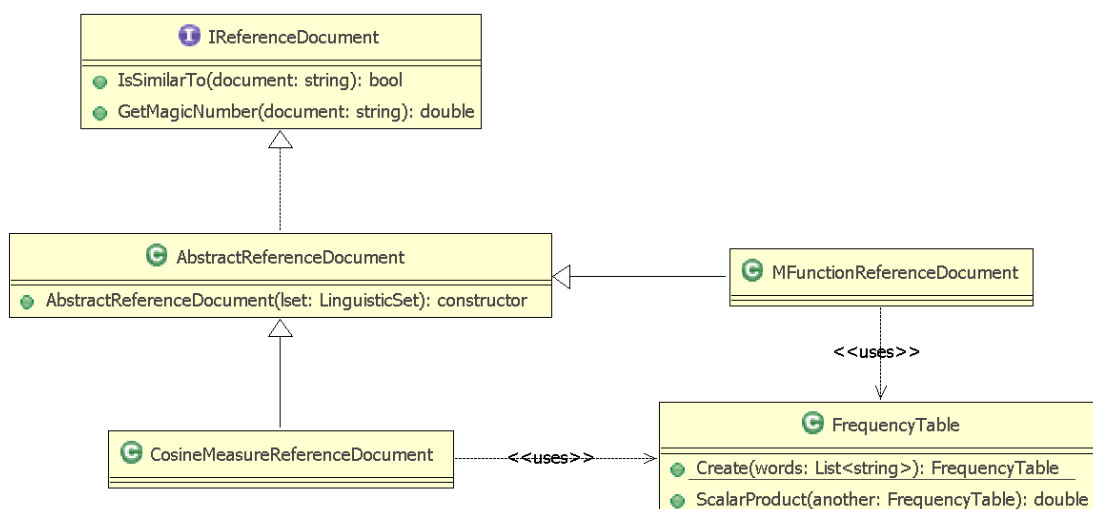 I IReferenceDocument
IsSimilarTo(document: string): bool
GetMagicNumber(document: string): double
C AbstractReferenceDocument
AbstractReferenceDocument(lset: LinguisticSet): constructor
C MFunctionReferenceDocument
<<uses>>
C CosineMeasureReferenceDocument
<<uses>>
C FrequencyTable
Create(words: List<string>): FrequencyTable
ScalarProduct(another: FrequencyTable): double